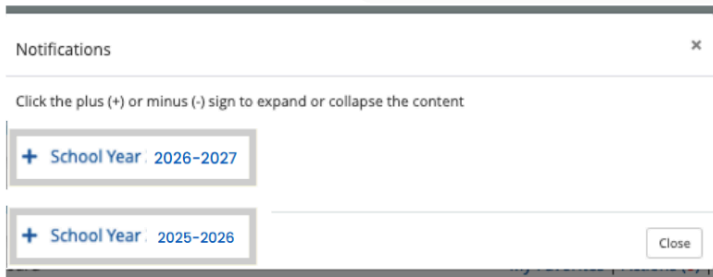 Notifications
×
Click the plus (+) or minus (-) sign to expand or collapse the content
+ School Year 2026-2027
+ School Year 2025-2026
Close